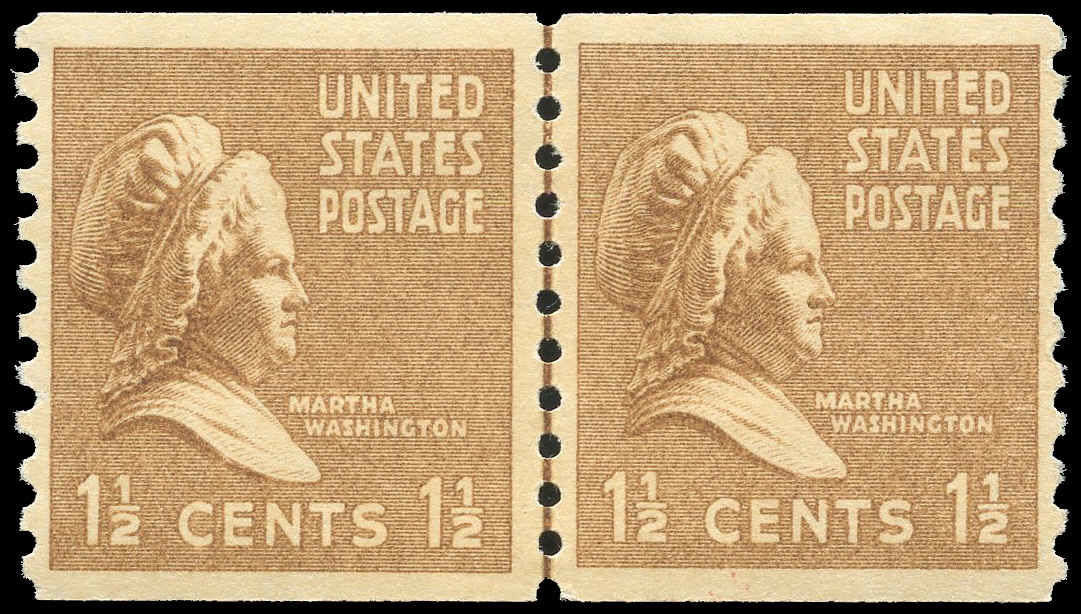 UNITED
STATES
POSTAGE
MARTHA
WASHINGTON
1½ CENTS 1½
UNITED
STATES
POSTAGE
MARTHA
WASHINGTON
1½ CENTS 1½